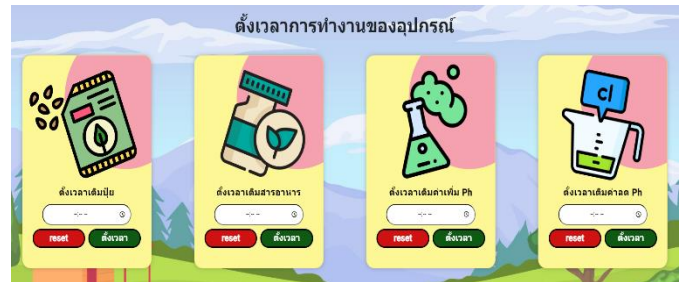 ตั้งเวลาการทำงานของอุปกรณ์
ตั้งเวลาเติมปุ๋ย
--:--
reset ตั้งเวลา
ตั้งเวลาเติมสารอาหาร
--:--
reset ตั้งเวลา
ตั้งเวลาเติมค่าเพิ่ม Ph
--:--
reset ตั้งเวลา
cl
ตั้งเวลาเติมค่าลด Ph
--:--
reset ตั้งเวลา